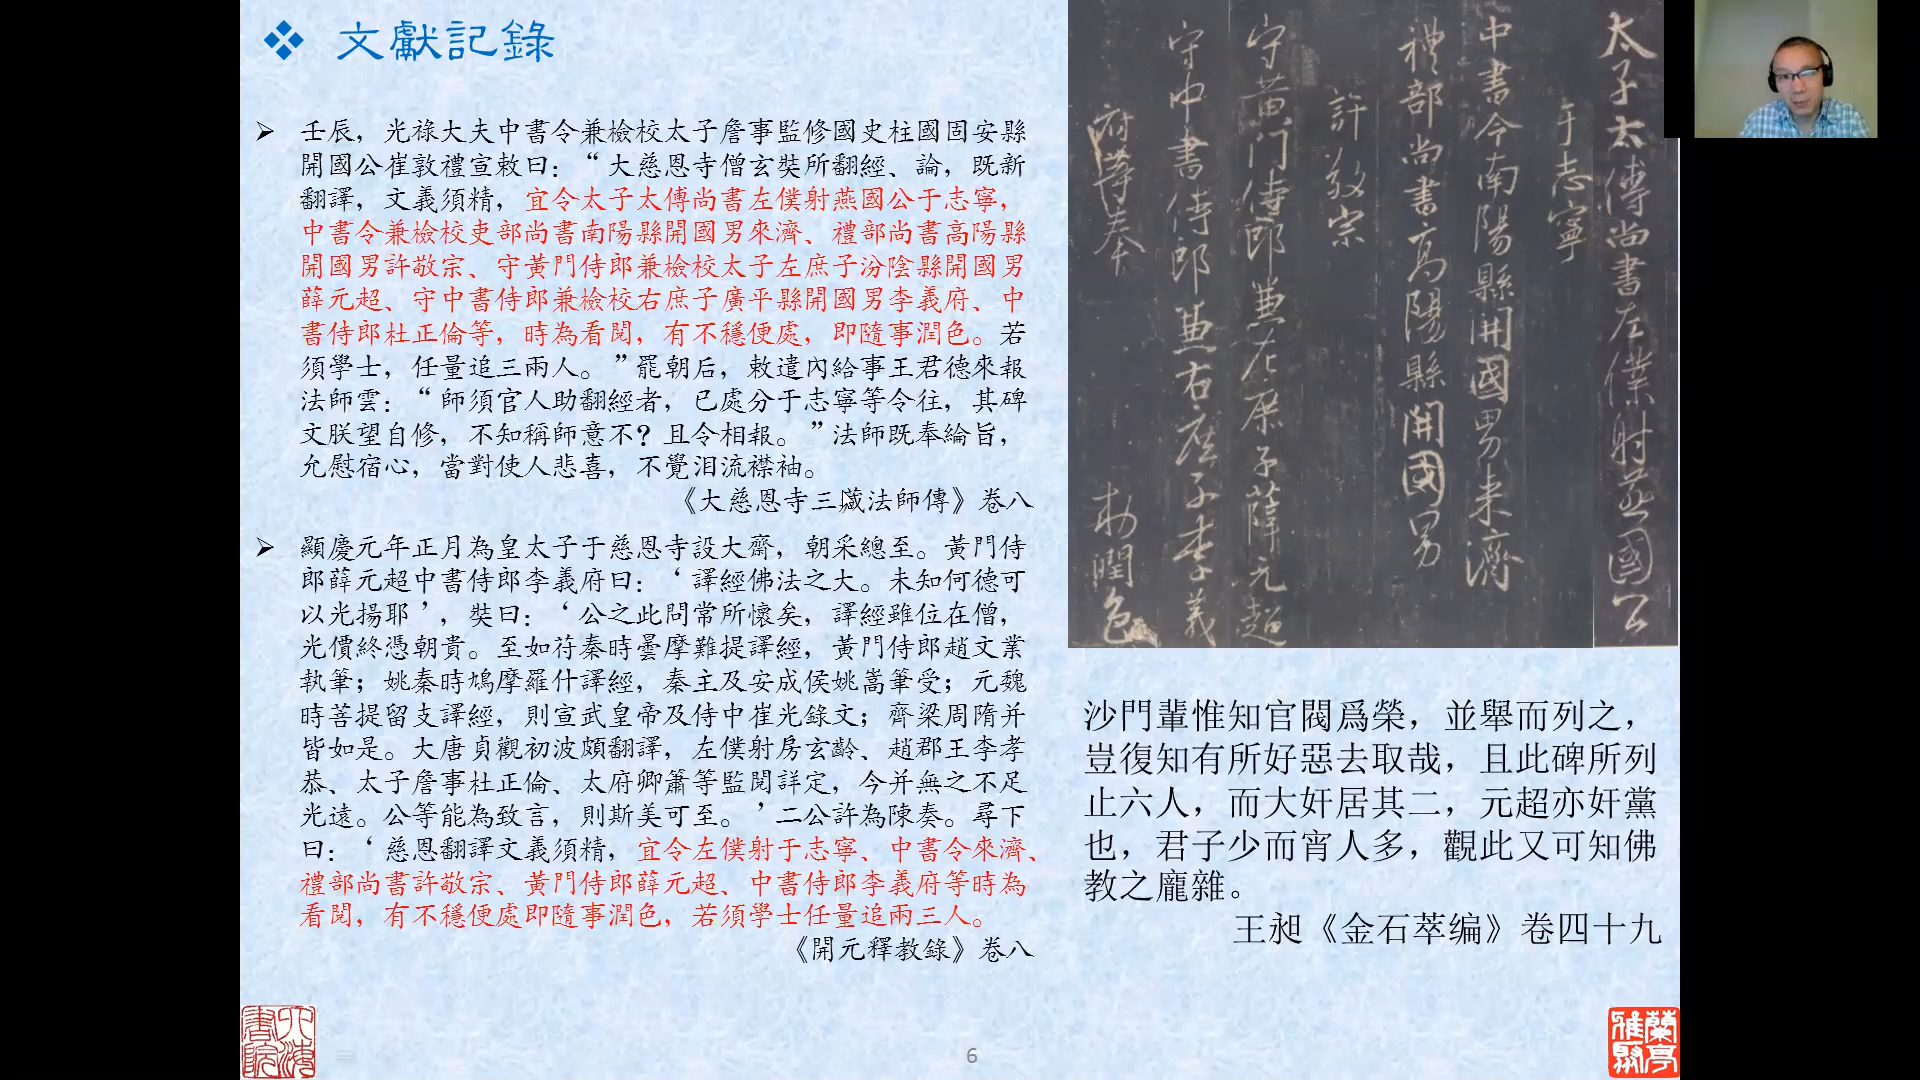 ❖ 文獻記錄
➢ 壬辰，光祿大夫中書令兼檢校太子詹事監修國史柱國固安縣
開國公崔敦禮宣敕曰：“大慈恩寺僧玄奘所翻經、論，既新
翻譯，文義須精，宜令太子太傅尚書左僕射燕國公于志寧，
中書令兼檢校吏部尚書南陽縣開國男來濟、禮部尚書高陽縣
開國男許敬宗、守黃門侍郎兼檢校太子左庶子汾陰縣開國男
薛元超、守中書侍郎兼檢校右庶子廣平縣開國男李義府、中
書侍郎杜正倫等，時為看閱，有不穩便處，即隨事潤色。若
須學士，任量追三兩人。”罷朝后，敕遣內給事王君德來報
法師雲：“師須官人助翻經者，已處分于志寧等令往，其碑
文朕望自修，不知稱師意不？且令相報。”法師既奉綸旨，
允慰宿心，當對使人悲喜，不覺泪流襟袖。
《大慈恩寺三藏法師傳》卷八
➢ 顯慶元年正月為皇太子于慈恩寺設大齋，朝采總至。黃門侍
郎薛元超中書侍郎李義府曰：‘譯經佛法之大。未知何德可
以光揚耶’，奘曰：‘公之此問常所懷矣，譯經雖位在僧，
光價終憑朝貴。至如苻秦時曇摩難提譯經，黃門侍郎趙文業
執筆；姚秦時鳩摩羅什譯經，秦主及安成侯姚嵩筆受；元魏
時菩提留支譯經，則宣武皇帝及侍中崔光錄文；齊梁周隋并
皆如是。大唐貞觀初波頗翻譯，左僕射房玄齡、趙郡王李孝
恭、太子詹事杜正倫、太府卿蕭等監閱詳定，今并無之不足
光遠。公等能為致言，則斯美可至。’二公許為陳奏。尋下
曰：‘慈恩翻譯文義須精，宜令左僕射于志寧、中書令來濟、
禮部尚書許敬宗、黃門侍郎薛元超、中書侍郎李義府等時為
看閱，有不穩便處即隨事潤色，若須學士任量追兩三人。
《開元釋教錄》卷八
太子太傅尚書左僕射燕國公
于志寧
中書令南陽縣開國男来濟
禮部尚書高陽縣開國男
許敬宗
守黃門侍郎兼左庶子薛元超
守中書侍郎兼右庶子李義
府等奉 勑潤色
沙門輩惟知官閥爲榮，並舉而列之，
豈復知有所好惡去取哉，且此碑所列
止六人，而大奸居其二，元超亦奸黨
也，君子少而宵人多，觀此又可知佛
教之龐雜。
王昶《金石萃编》卷四十九
大海
書院
蘭亭
雅集
6